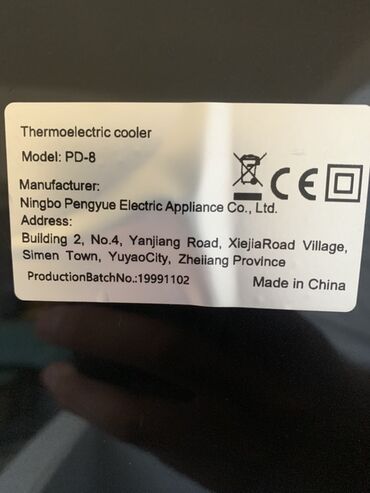 Thermoelectric cooler
Model: PD-8
Manufacturer:
Ningbo Pengyue Electric Appliance Co., Ltd.
Address:
Building 2, No.4, Yanjiang Road, XiejiaRoad Village,
Simen Town, YuyaoCity, Zheliang Province
ProductionBatchNo.:19991102
Made in China
CE